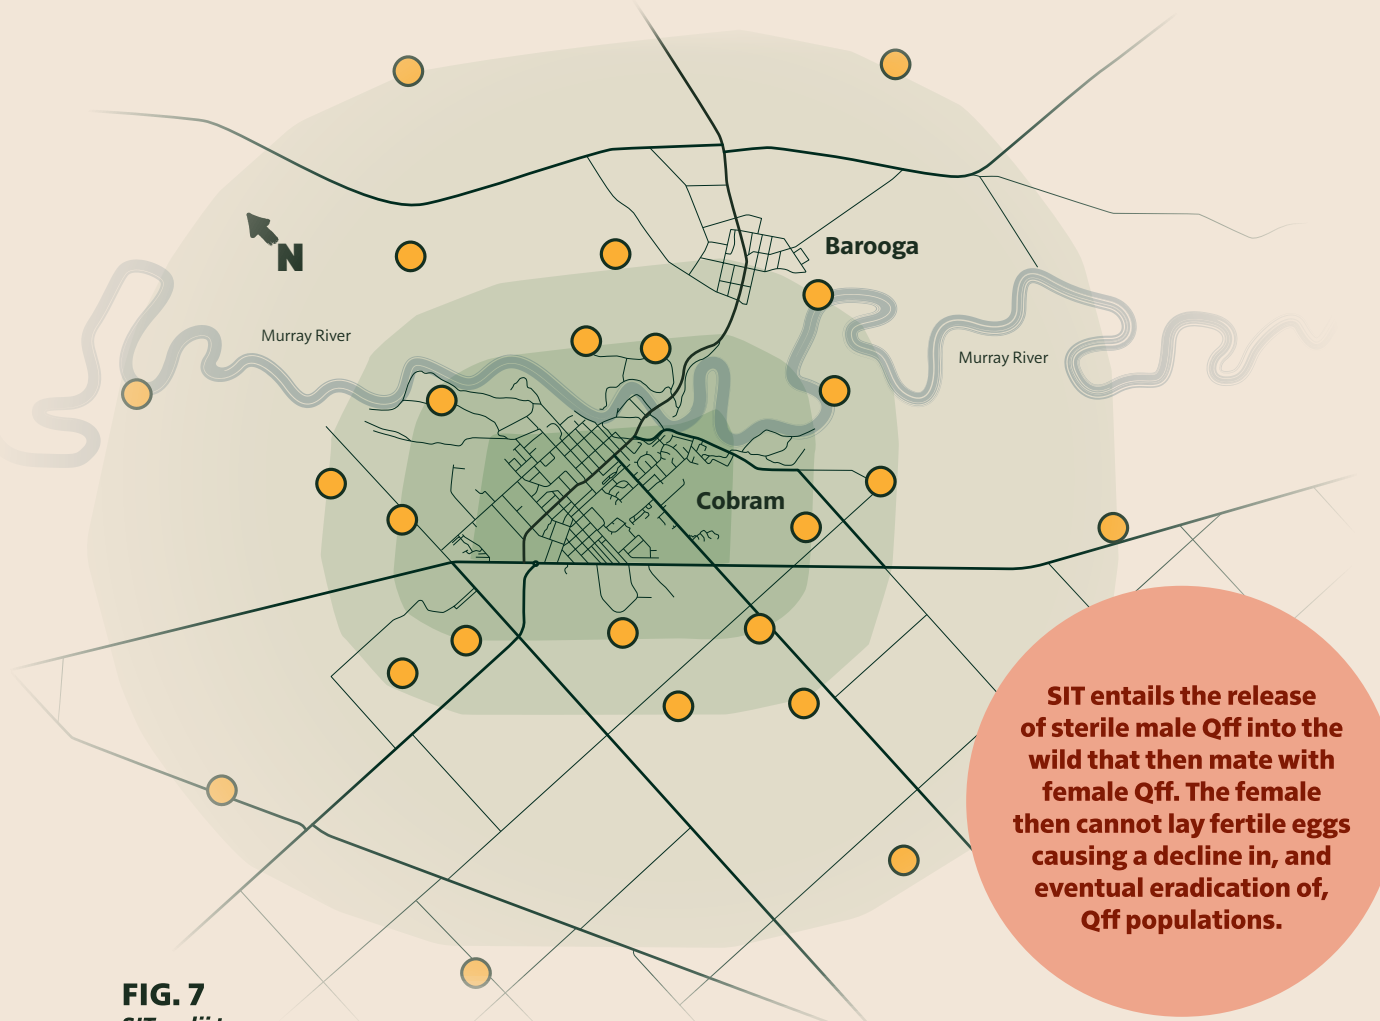 Barooga
N
Murray River
Murray River
Cobram
SIT entails the release
of sterile male Qff into the
wild that then mate with
female Qff. The female
then cannot lay fertile eggs
causing a decline in, and
eventual eradication of,
Qff populations.
FIG. 7
SIT